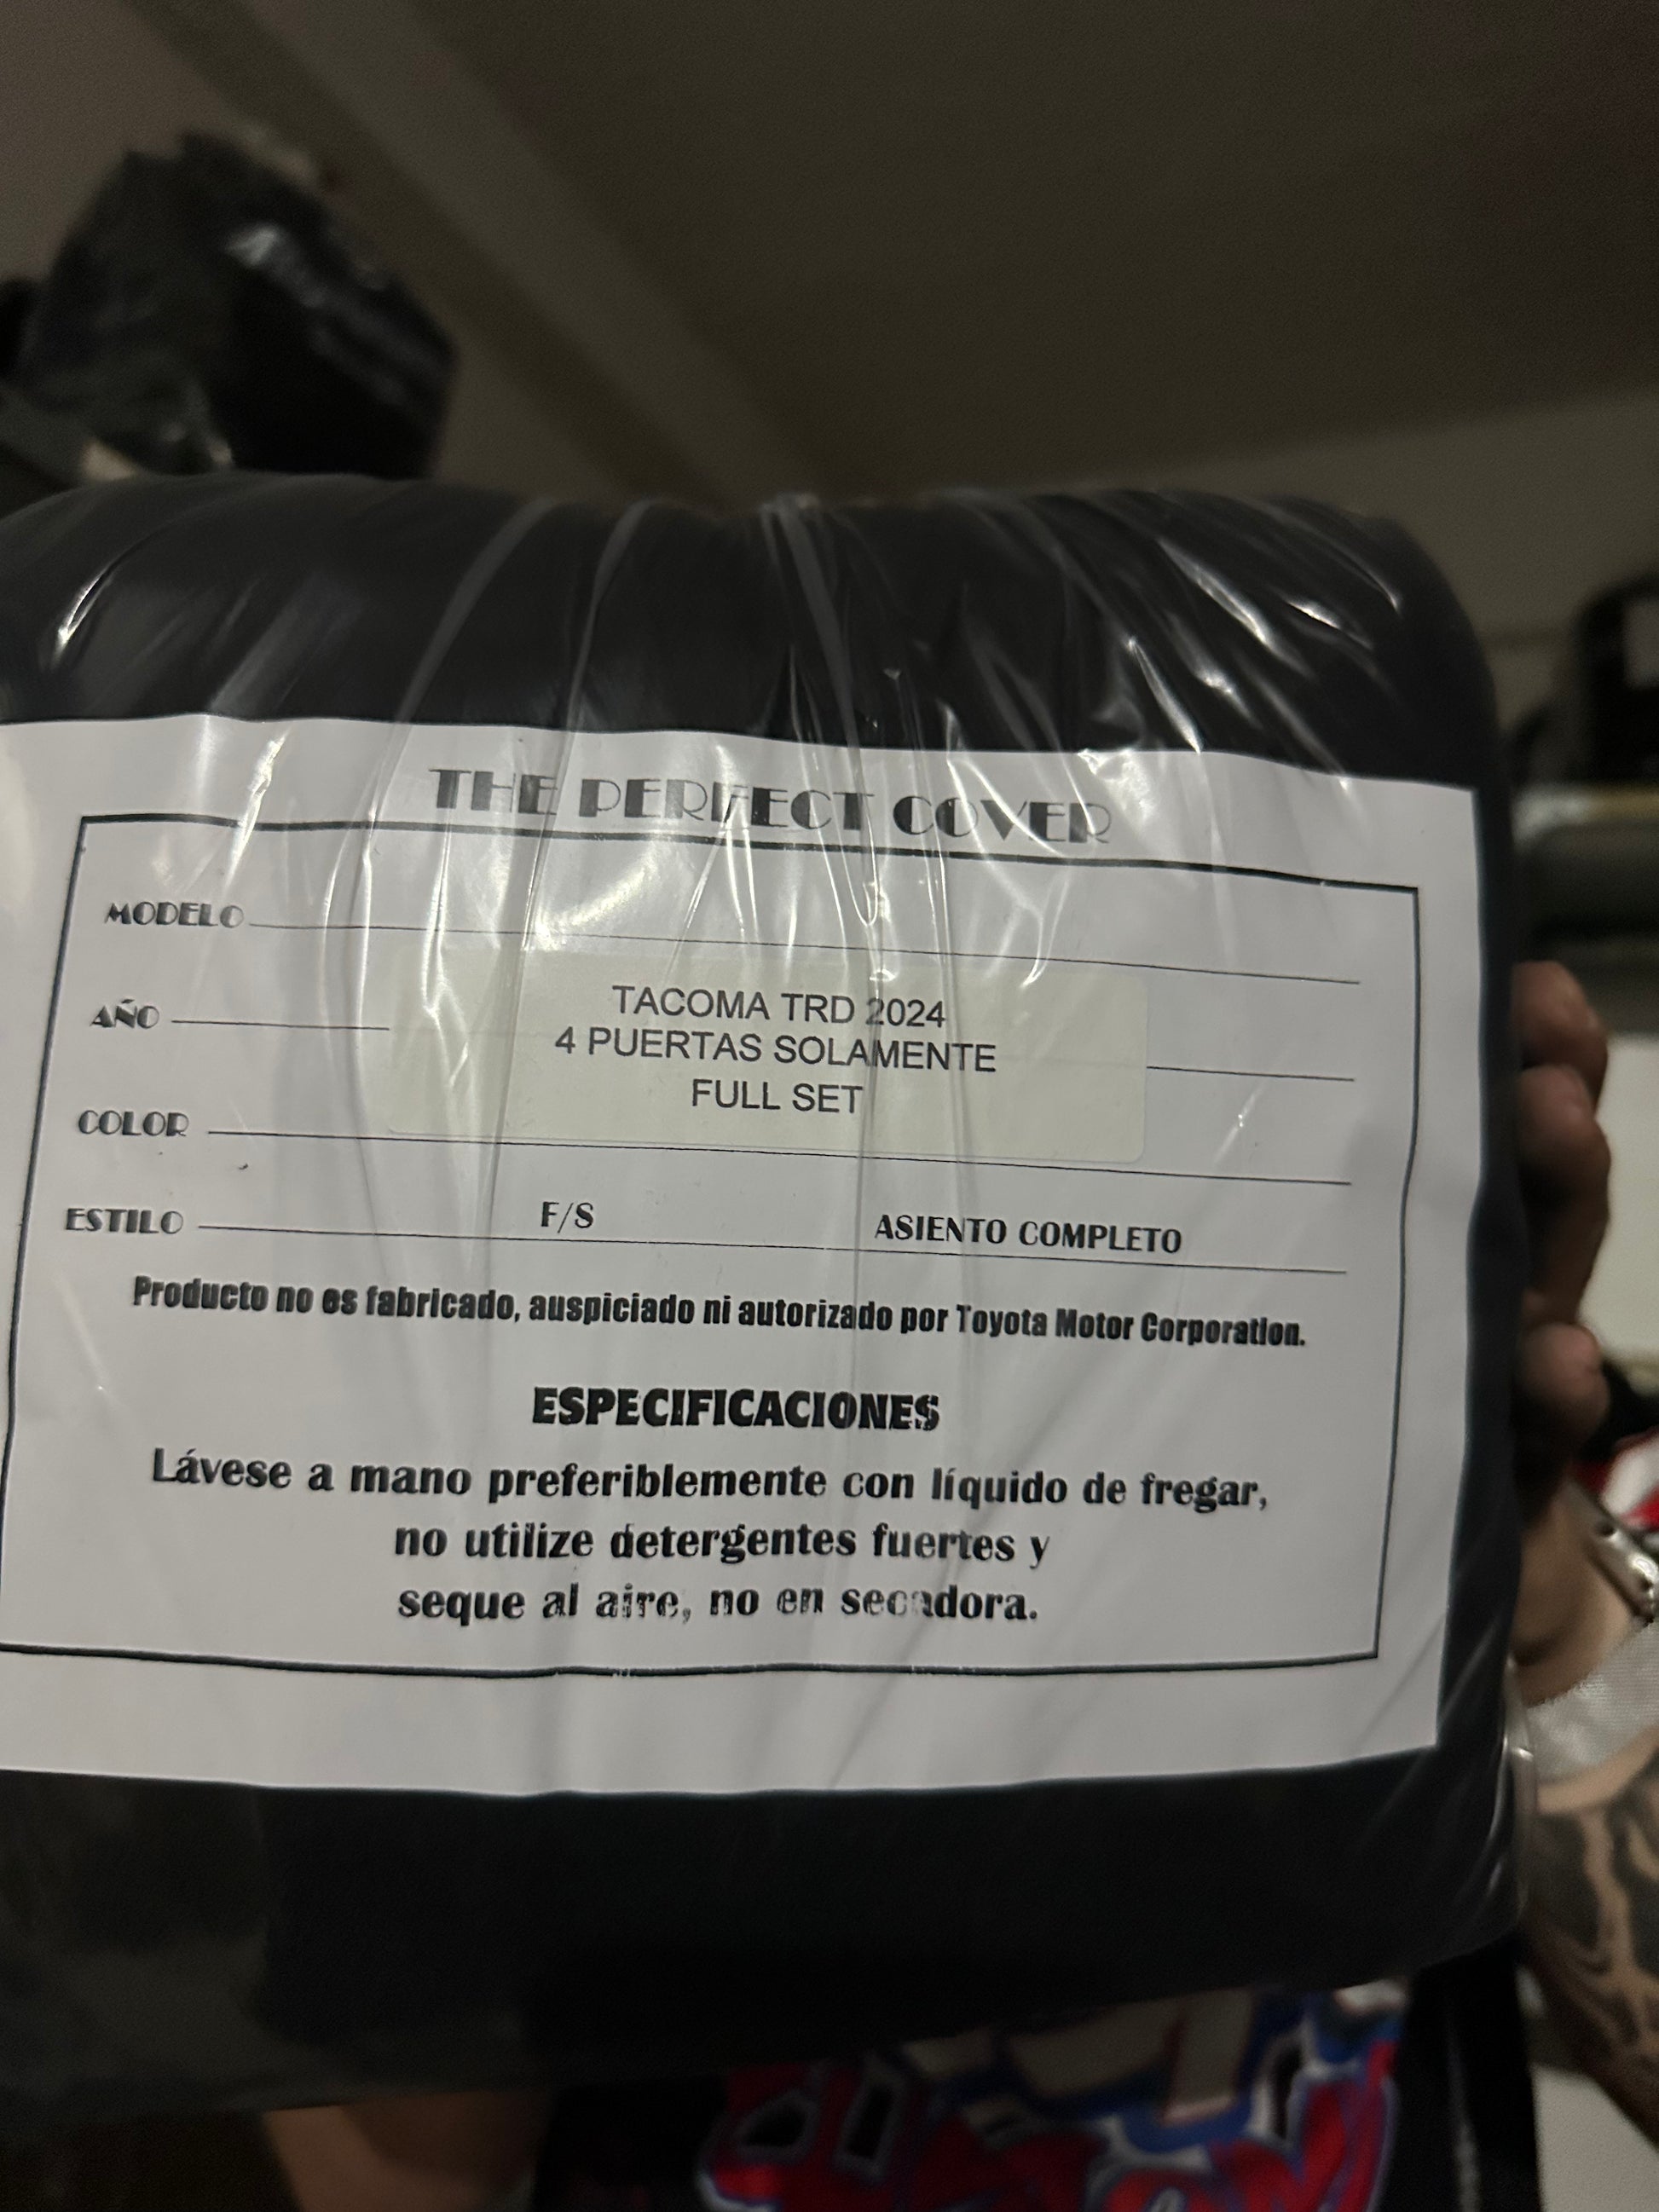 THE PERFECT COVER
MODELO
TACOMA TRD 2024
AÑO
4 PUERTAS SOLAMENTE
FULL SET
COLOR
ESTILO F/S ASIENTO COMPLETO
Producto no es fabricado, auspiciado ni autorizado por Toyota Motor Corporation.
ESPECIFICACIONES
Lávese a mano preferiblemente con líquido de fregar,
no utilize detergentes fuertes y
seque al aire, no en secadora.